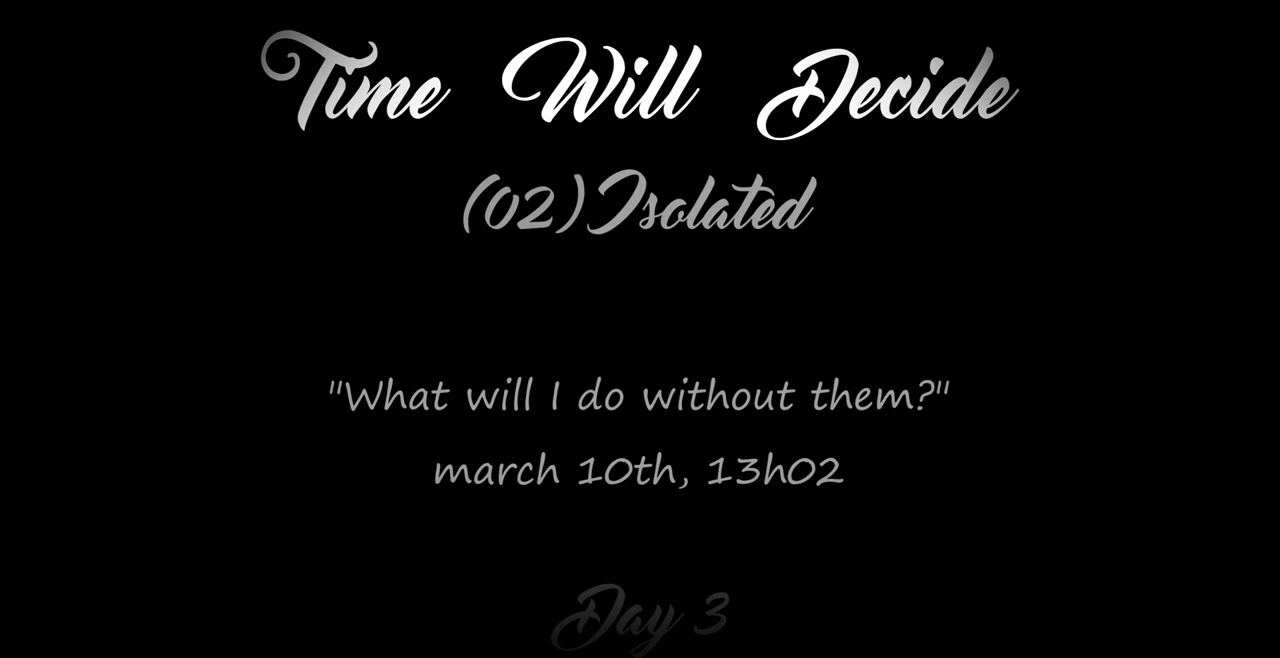 Time Will Decide
(02)Isolated
"What will I do without them?"
march 10th, 13h02
Day 3